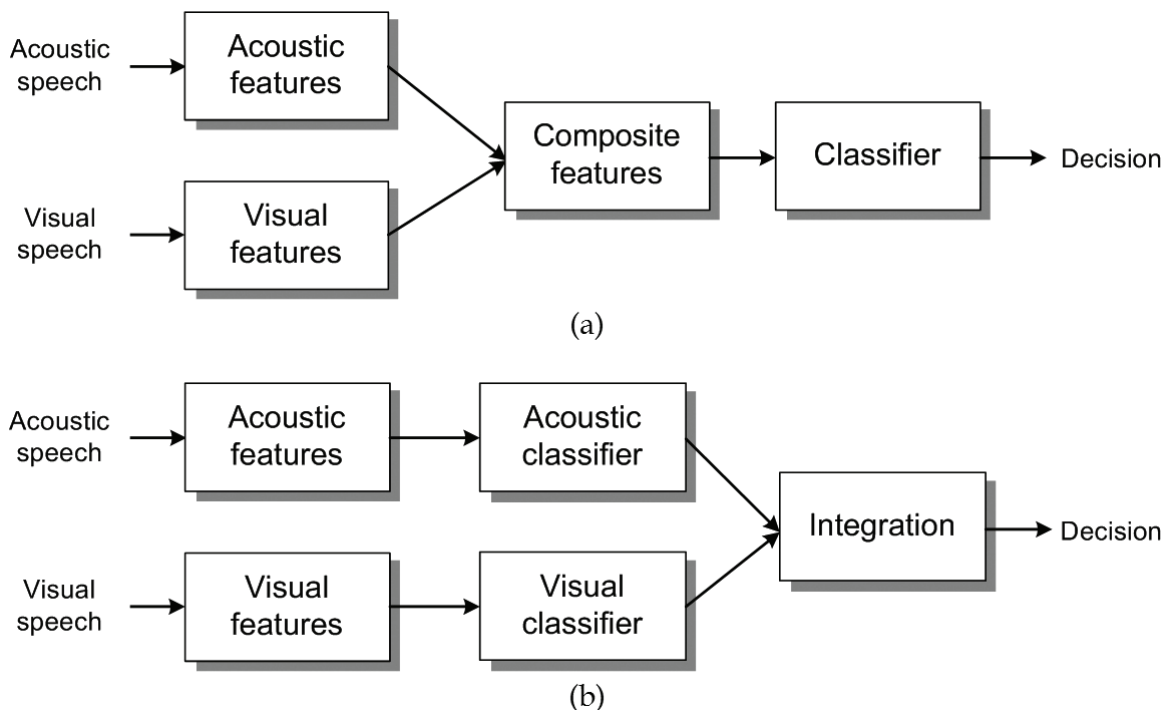 Acoustic
speech
Acoustic
features
Visual
speech
Visual
features
Composite
features
Classifier
Decision
(a)
Acoustic
speech
Acoustic
features
Acoustic
classifier
Visual
speech
Visual
features
Visual
classifier
Integration
Decision
(b)